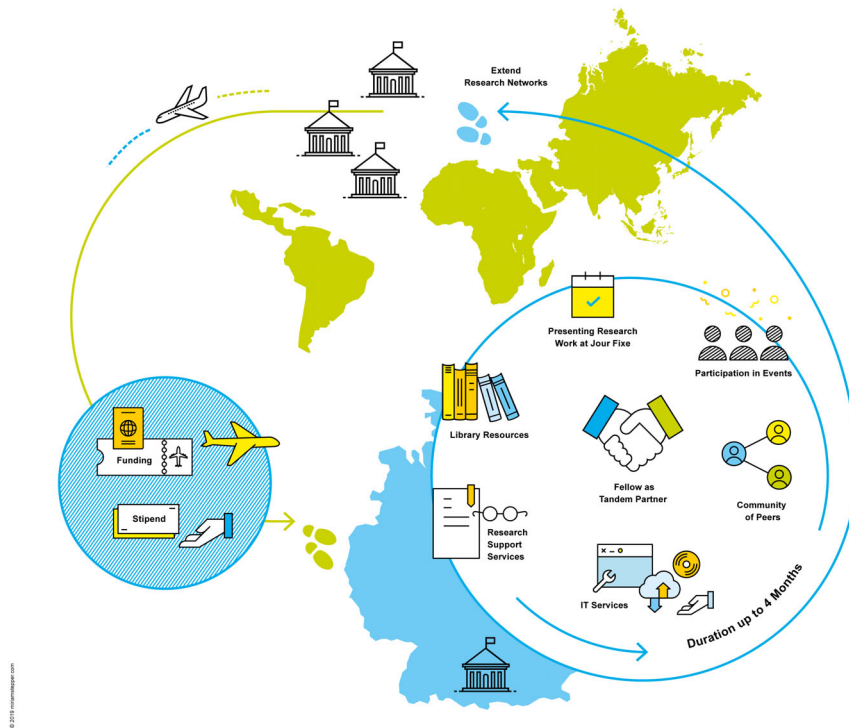 Extend
Research Networks
Presenting Research
Work at Jour Fixe
Participation in Events
Library Resources
Funding
Fellow as
Tandem Partner
Community
of Peers
Stipend
Research
Support
Services
IT Services
Duration up to 4 Months
© 2019 miriamstepper.com